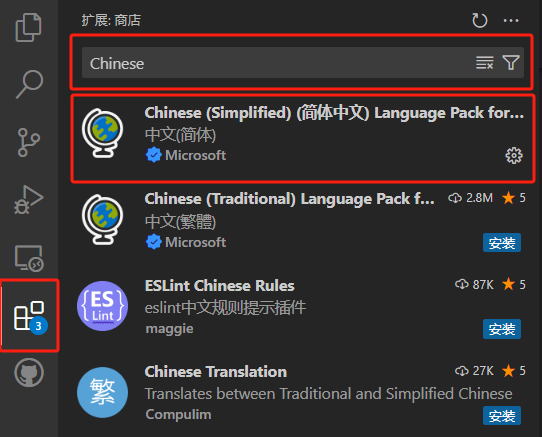 扩展: 商店
Chinese
Chinese (Simplified) (简体中文) Language Pack for...
中文(简体)
Microsoft
Chinese (Traditional) Language Pack f... 2.8M 5
中文(繁體)
Microsoft 安装
ES
Lint
ESLint Chinese Rules 87K 5
eslint中文规则提示插件
maggie 安装
3
繁
Chinese Translation 27K 5
Translates between Traditional and Simplified Chinese
Compulim 安装